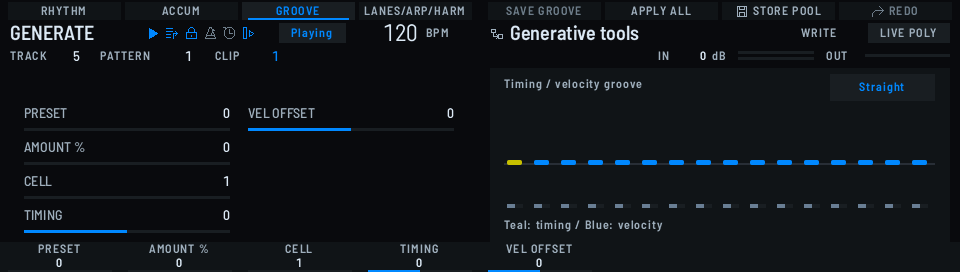 RHYTHM ACCUM GROOVE LANES/ARP/HARM SAVE GROOVE APPLY ALL STORE POOL REDO
GENERATE Playing 120 BPM Generative tools WRITE LIVE POLY
TRACK 5 PATTERN 1 CLIP 1 IN 0 dB OUT
Timing / velocity groove Straight
PRESET 0 VEL OFFSET 0
AMOUNT % 0
CELL 1
TIMING 0
Teal: timing / Blue: velocity
PRESET AMOUNT % CELL TIMING VEL OFFSET
0 0 1 0 0